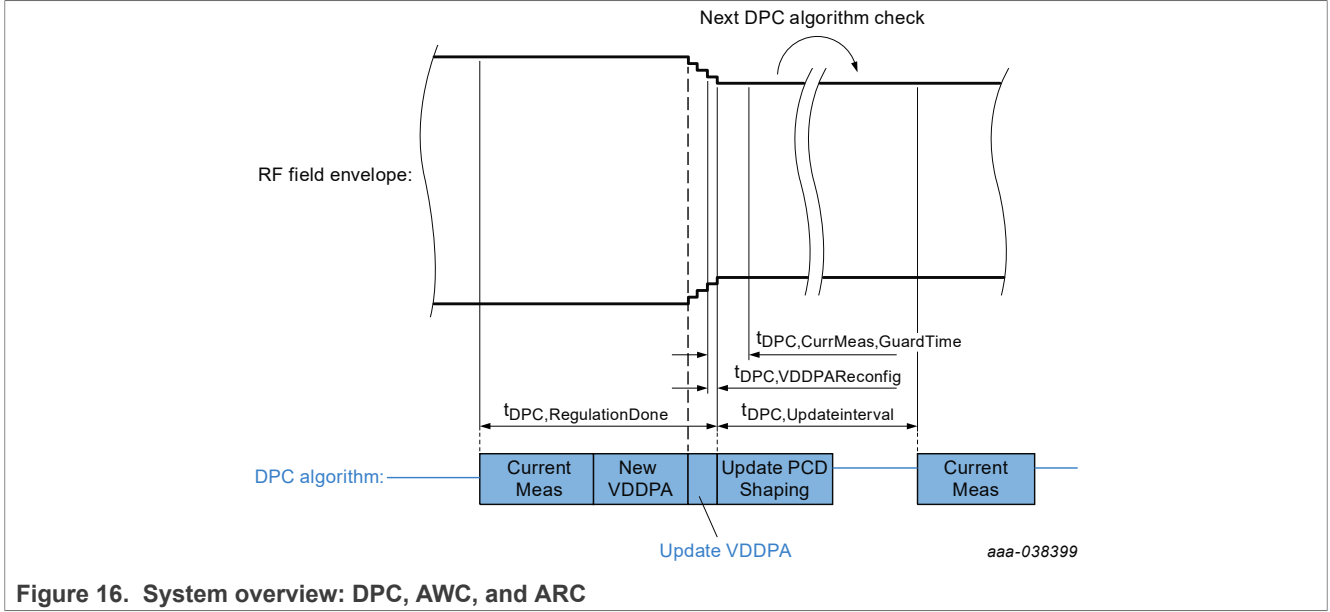 Next DPC algorithm check
RF field envelope:
tDPC,CurrMeas,GuardTime
tDPC,VDDPAReconfig
tDPC,RegulationDone
tDPC,Updateinterval
DPC algorithm:
Current
Meas
New
VDDPA
Update PCD
Shaping
Current
Meas
Update VDDPA
aaa-038399
Figure 16. System overview: DPC, AWC, and ARC